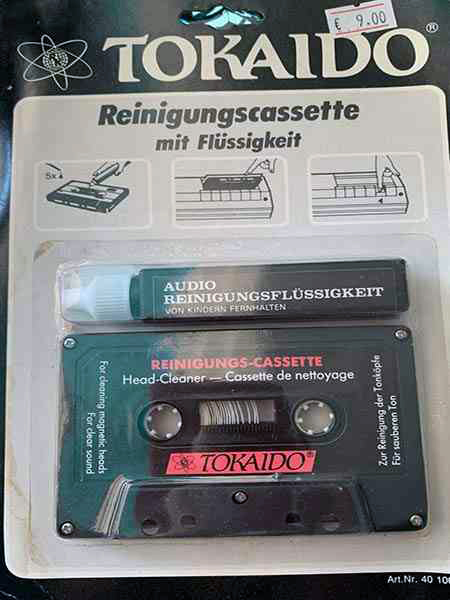 € 9.00
TOKAIDO®
Reinigungscassette
mit Flüssigkeit
5x
AUDIO
REINIGUNGSFLÜSSIGKEIT
VON KINDERN FERNHALTEN
REINIGUNGS-CASSETTE
Head-Cleaner — Cassette de nettoyage
For cleaning magnetic heads
For clear sound
Zur Reinigung der Tonköpfe
Für sauberen Ton
TOKAIDO®
Art.Nr. 40 10